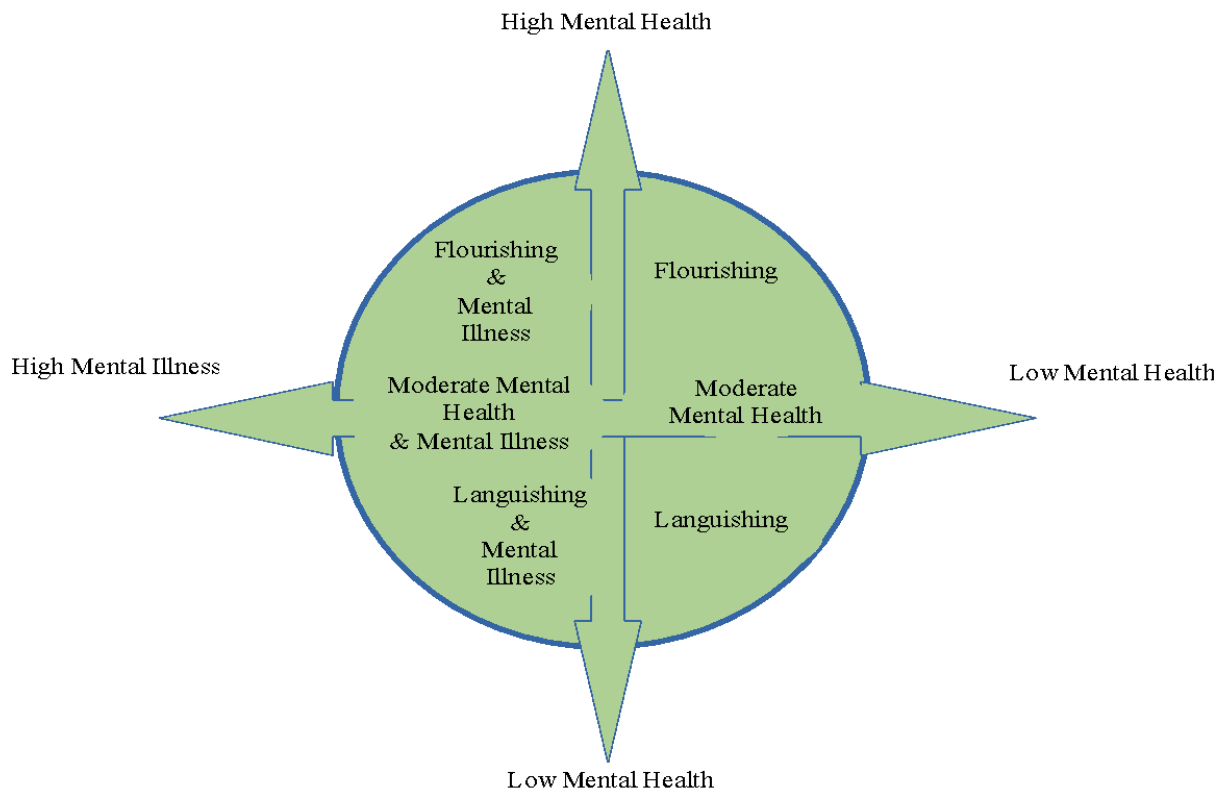 High Mental Health
Flourishing
&
Mental
Illness
Flourishing
High Mental Illness
Low Mental Health
Moderate Mental
Health
& Mental Illness
Moderate
Mental Health
Languishing
&
Mental
Illness
Languishing
Low Mental Health